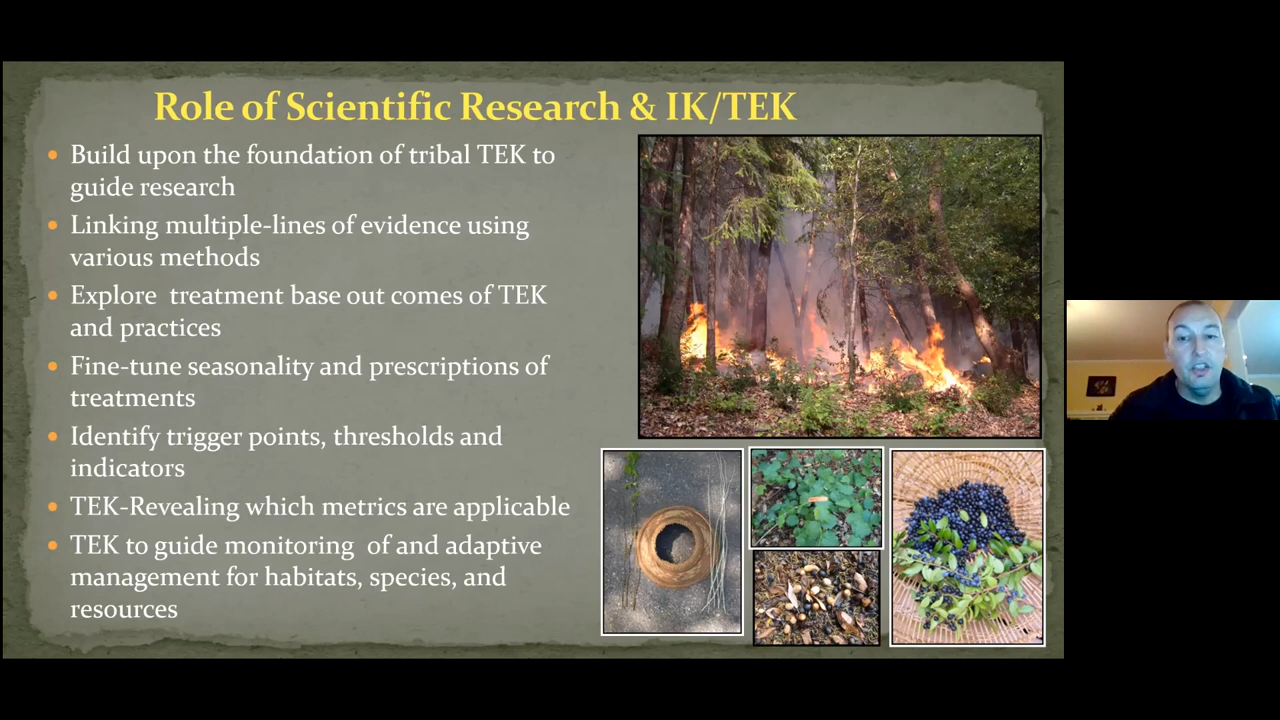 Role of Scientific Research & IK/TEK
Build upon the foundation of tribal TEK to
guide research
Linking multiple-lines of evidence using
various methods
Explore  treatment base out comes of TEK
and practices
Fine-tune seasonality and prescriptions of
treatments
Identify trigger points, thresholds and
indicators
TEK-Revealing which metrics are applicable
TEK to guide monitoring  of and adaptive
management for habitats, species, and
resources